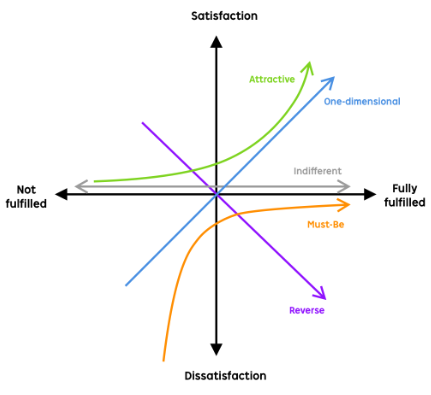 Satisfaction
Attractive
One-dimensional
Indifferent
Not
fulfilled
Fully
fulfilled
Must-Be
Reverse
Dissatisfaction